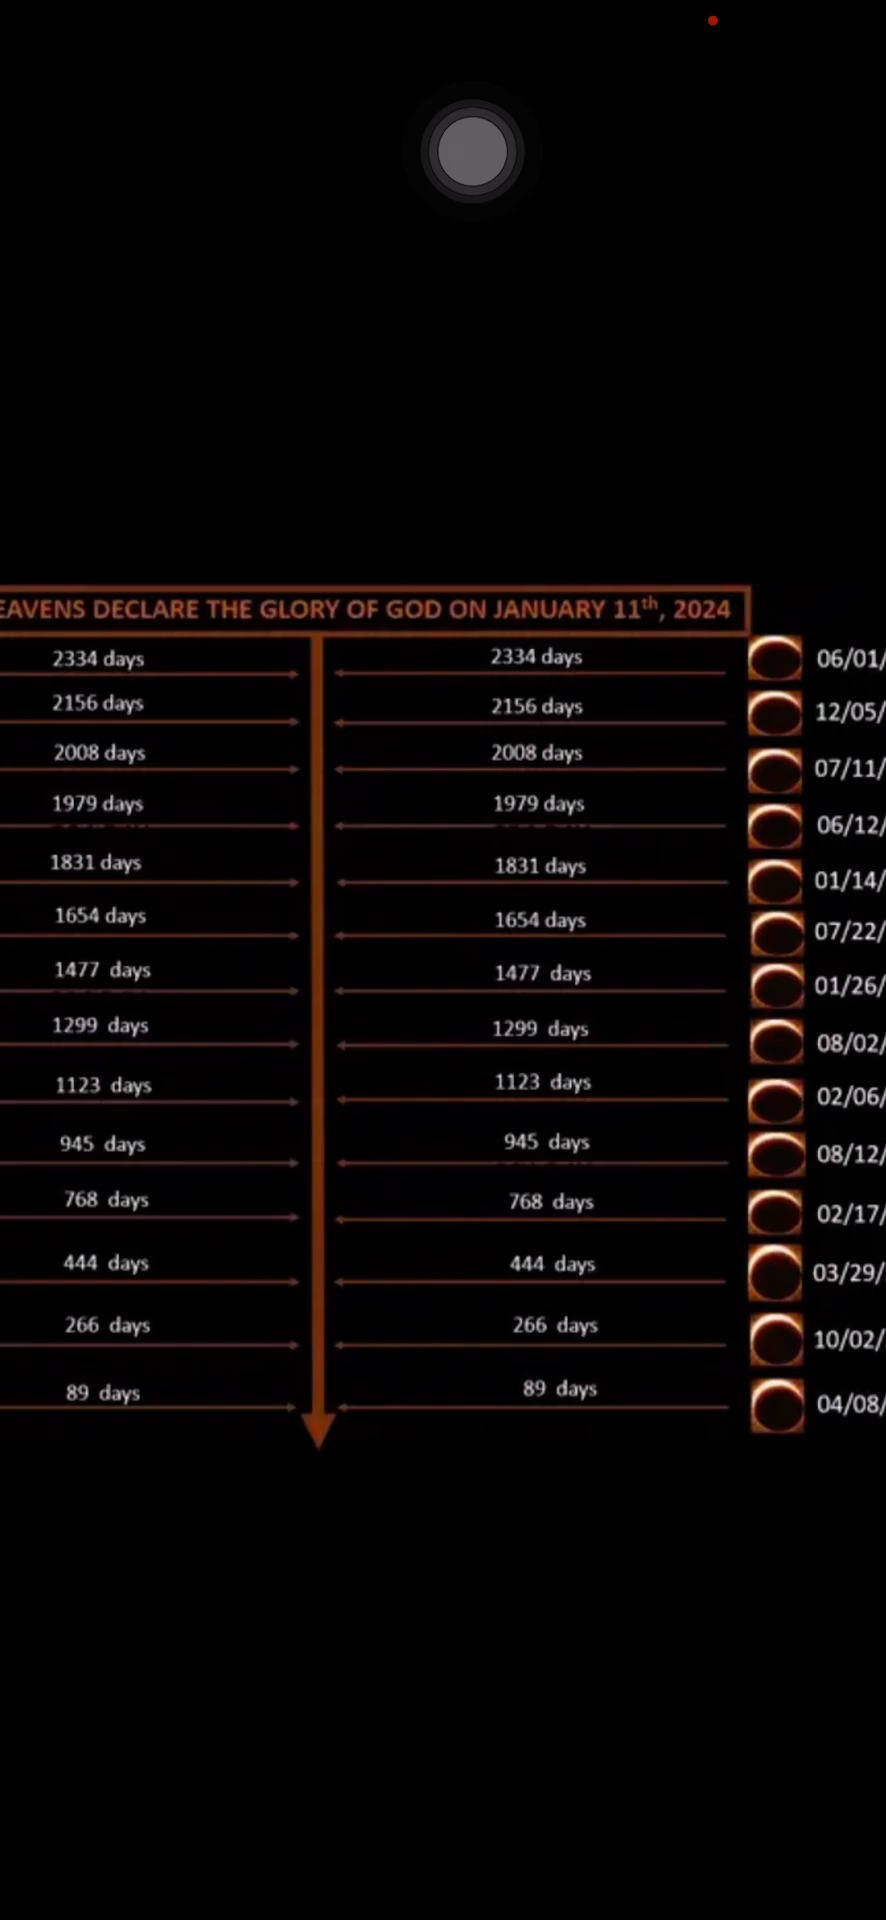 EAVENS DECLARE THE GLORY OF GOD ON JANUARY 11th, 2024
2334 days 2334 days 06/01/
2156 days 2156 days 12/05/
2008 days 2008 days 07/11/
1979 days 1979 days 06/12/
1831 days 1831 days 01/14/
1654 days 1654 days 07/22/
1477 days 1477 days 01/26/
1299 days 1299 days 08/02/
1123 days 1123 days 02/06/
945 days 945 days 08/12/
768 days 768 days 02/17/
444 days 444 days 03/29/
266 days 266 days 10/02/
89 days 89 days 04/08/